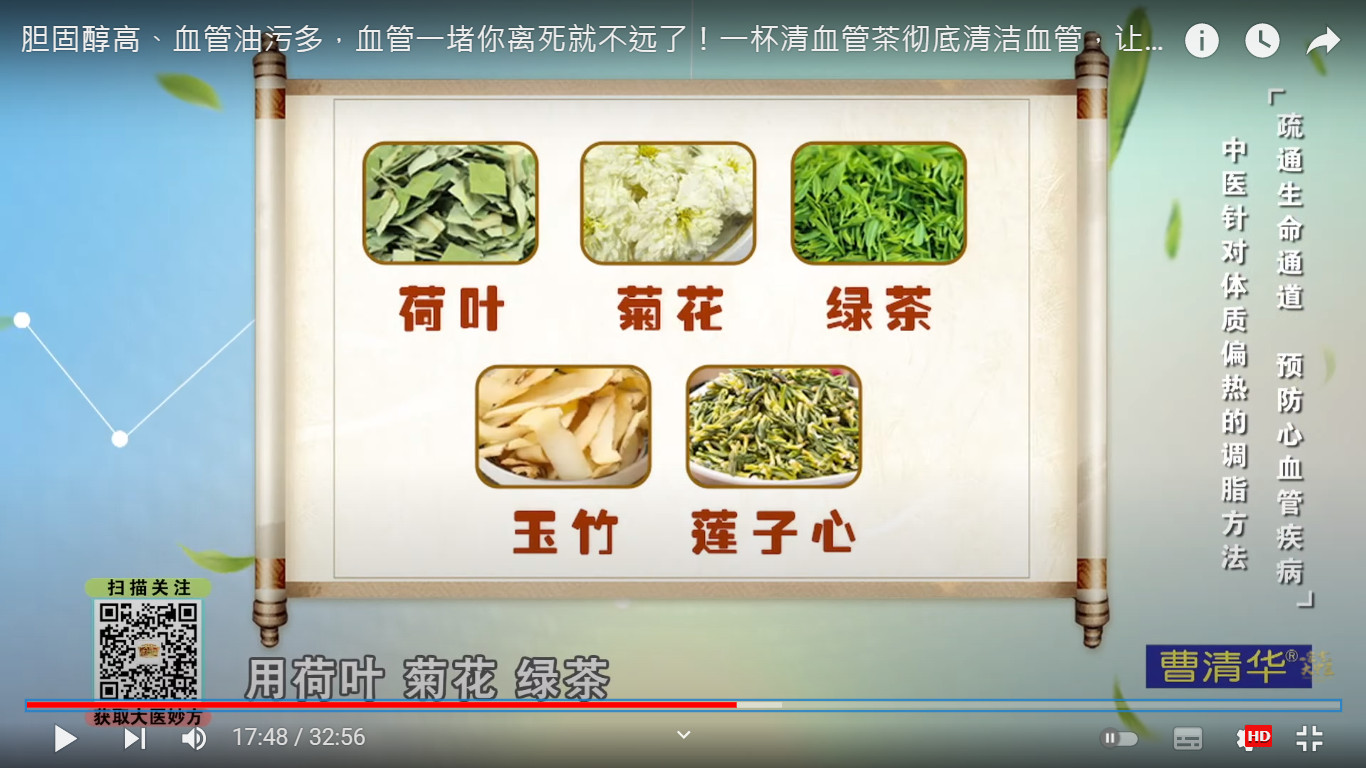 胆固醇高、血管油污多，血管一堵你离死就不远了！一杯清血管茶彻底清洁血管，让...
「疏通生命通道 预防心血管疾病」
中医针对体质偏热的调脂方法
荷叶 菊花 绿茶
玉竹 莲子心
扫描关注
获取大医妙方
用荷叶 菊花 绿茶
曹清华®
17:48 / 32:56
HD